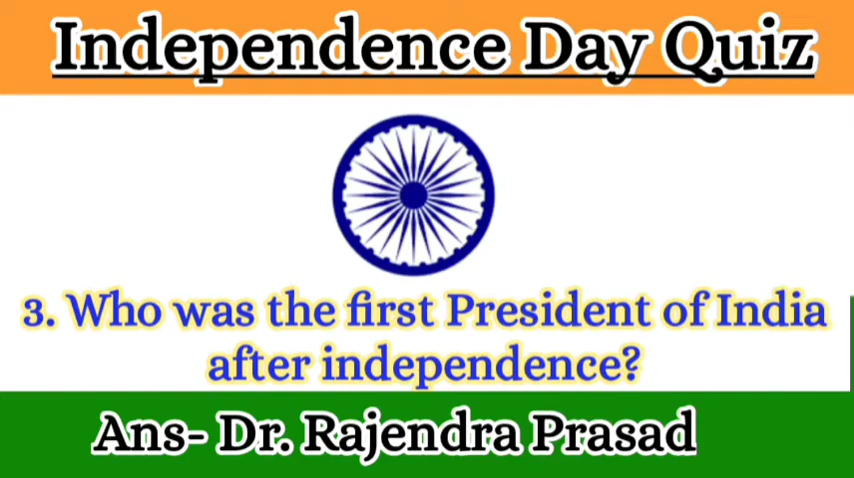 Independence Day Quiz
3. Who was the first President of India
after independence?
Ans- Dr. Rajendra Prasad